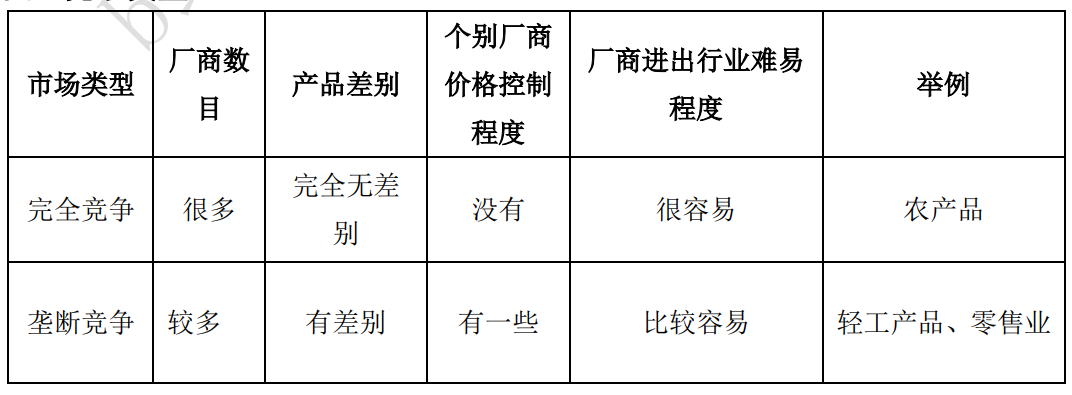 市场类型 厂商数目 产品差别 个别厂商价格控制程度 厂商进出行业难易程度 举例
完全竞争 很多 完全无差别 没有 很容易 农产品
垄断竞争 较多 有差别 有一些 比较容易 轻工产品、零售业